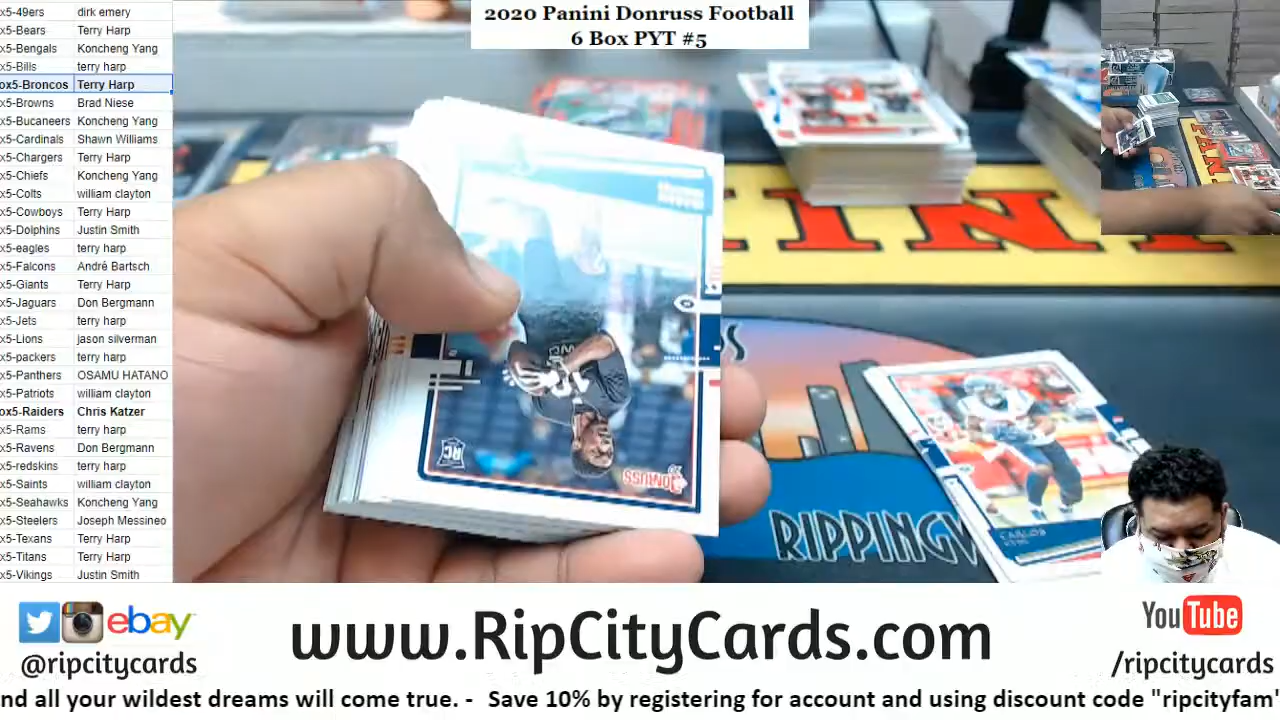 2020 Panini Donruss Football
6 Box PYT #5
x5-49ers dirk emery
x5-Bears Terry Harp
x5-Bengals Koncheng Yang
x5-Bills terry harp
ox5-Broncos Terry Harp
x5-Browns Brad Niese
x5-Bucaneers Koncheng Yang
x5-Cardinals Shawn Williams
x5-Chargers Terry Harp
x5-Chiefs Koncheng Yang
x5-Colts william clayton
x5-Cowboys Terry Harp
x5-Dolphins Justin Smith
x5-eagles terry harp
x5-Falcons André Bartsch
x5-Giants Terry Harp
x5-Jaguars Don Bergmann
x5-Jets terry harp
x5-Lions jason silverman
x5-packers terry harp
x5-Panthers OSAMU HATANO
x5-Patriots william clayton
ox5-Raiders Chris Katzer
x5-Rams terry harp
x5-Ravens Don Bergmann
x5-redskins terry harp
x5-Saints william clayton
x5-Seahawks Koncheng Yang
x5-Steelers Joseph Messineo
x5-Texans Terry Harp
x5-Titans Terry Harp
x5-Vikings Justin Smith
RC
DONRUSS
CARLOS
RIPPINGW
ebay
@ripcitycards
www.RipCityCards.com
YouTube
/ripcitycards
nd all your wildest dreams will come true. - Save 10% by registering for account and using discount code "ripcityfam"